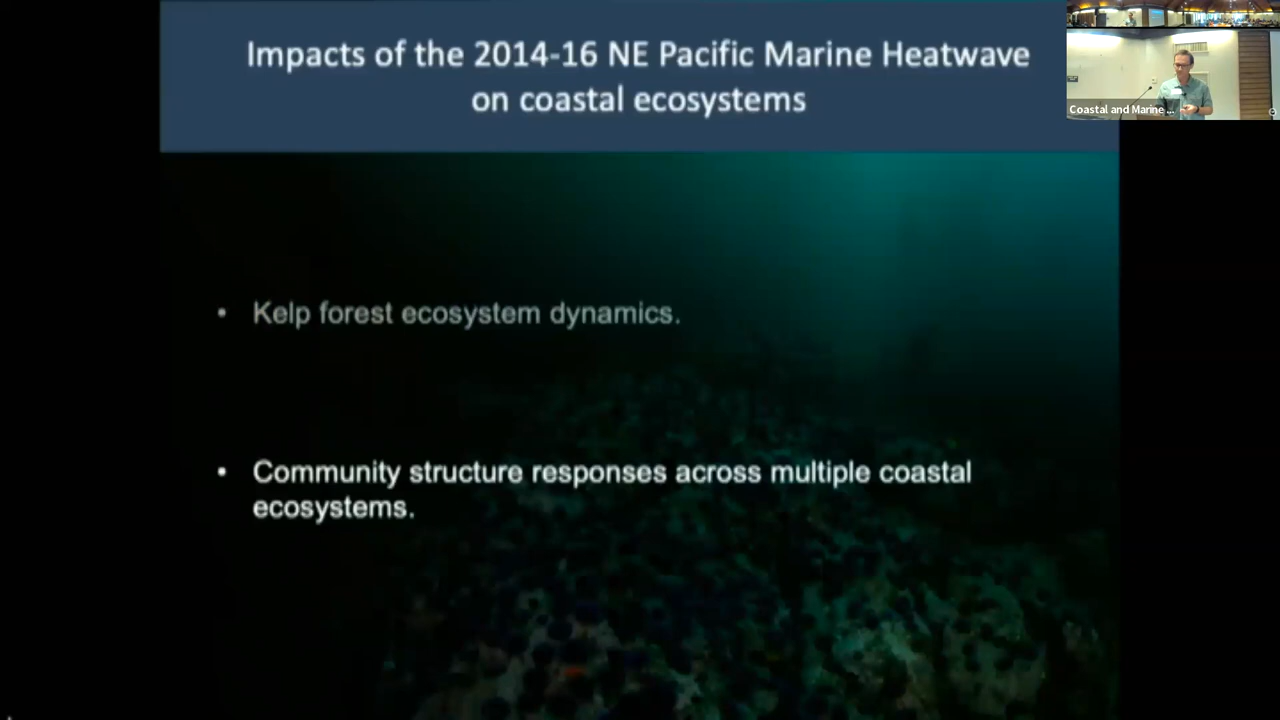 Impacts of the 2014-16 NE Pacific Marine Heatwave
on coastal ecosystems
Coastal and Marine ...
• Kelp forest ecosystem dynamics.
• Community structure responses across multiple coastal
ecosystems.